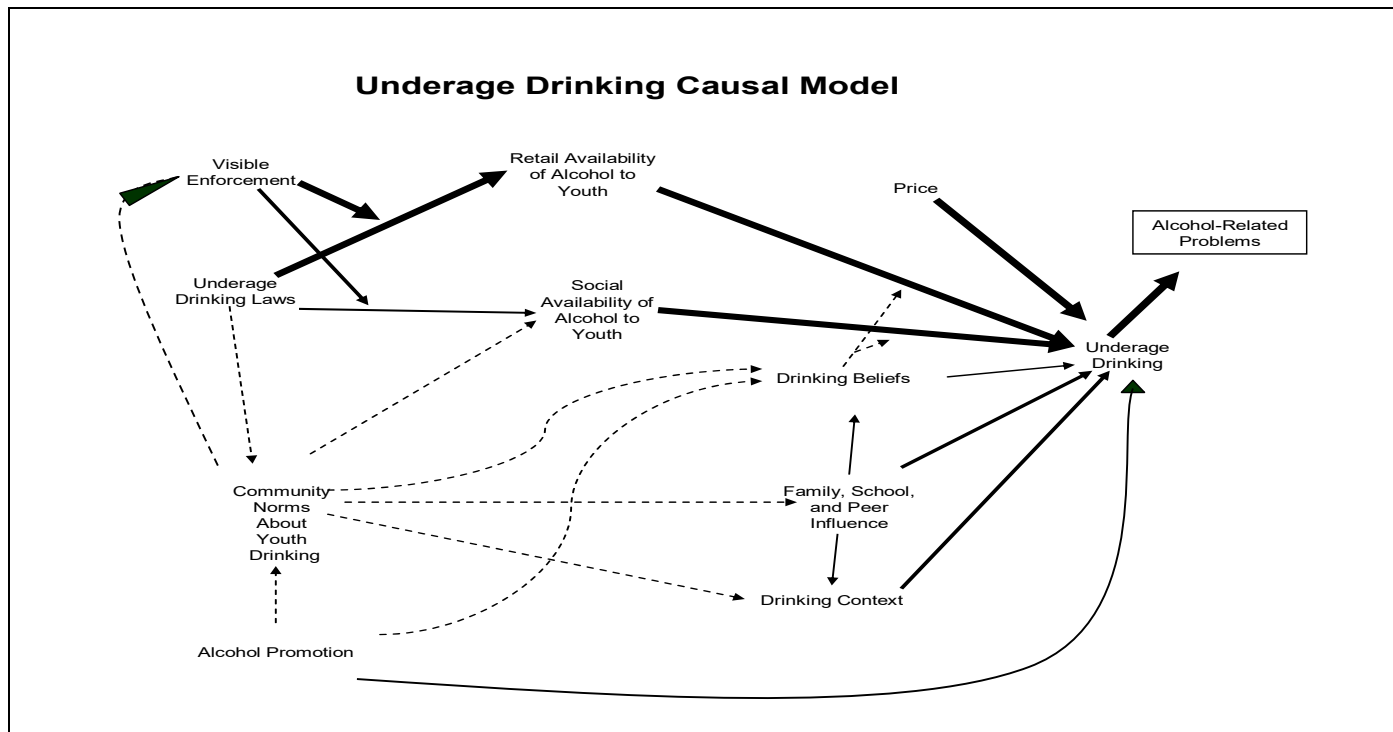 Underage Drinking Causal Model
Visible
Enforcement
Retail Availability
of Alcohol to
Youth
Price
Alcohol-Related
Problems
Underage
Drinking Laws
Social
Availability of
Alcohol to
Youth
Underage
Drinking
Drinking Beliefs
Community
Norms
About
Youth
Drinking
Family, School,
and Peer
Influence
Drinking Context
Alcohol Promotion